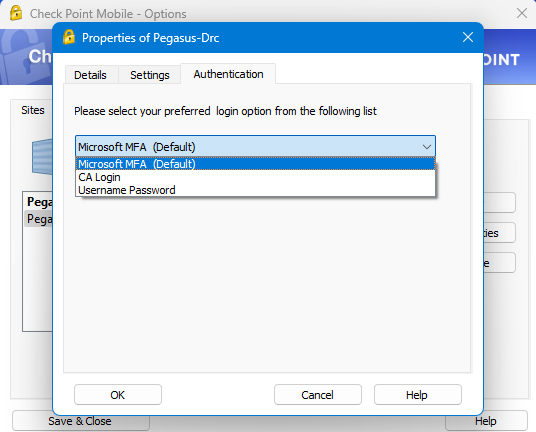 Check Point Mobile - Options
Properties of Pegasus-Drc
Ch
OINT
Details
Settings
Authentication
Sites
Please select your preferred login option from the following list
Microsoft MFA (Default)
Microsoft MFA (Default)
CA Login
Username Password
Pega
Pega
ties
e
OK
Cancel
Help
Save & Close
Help